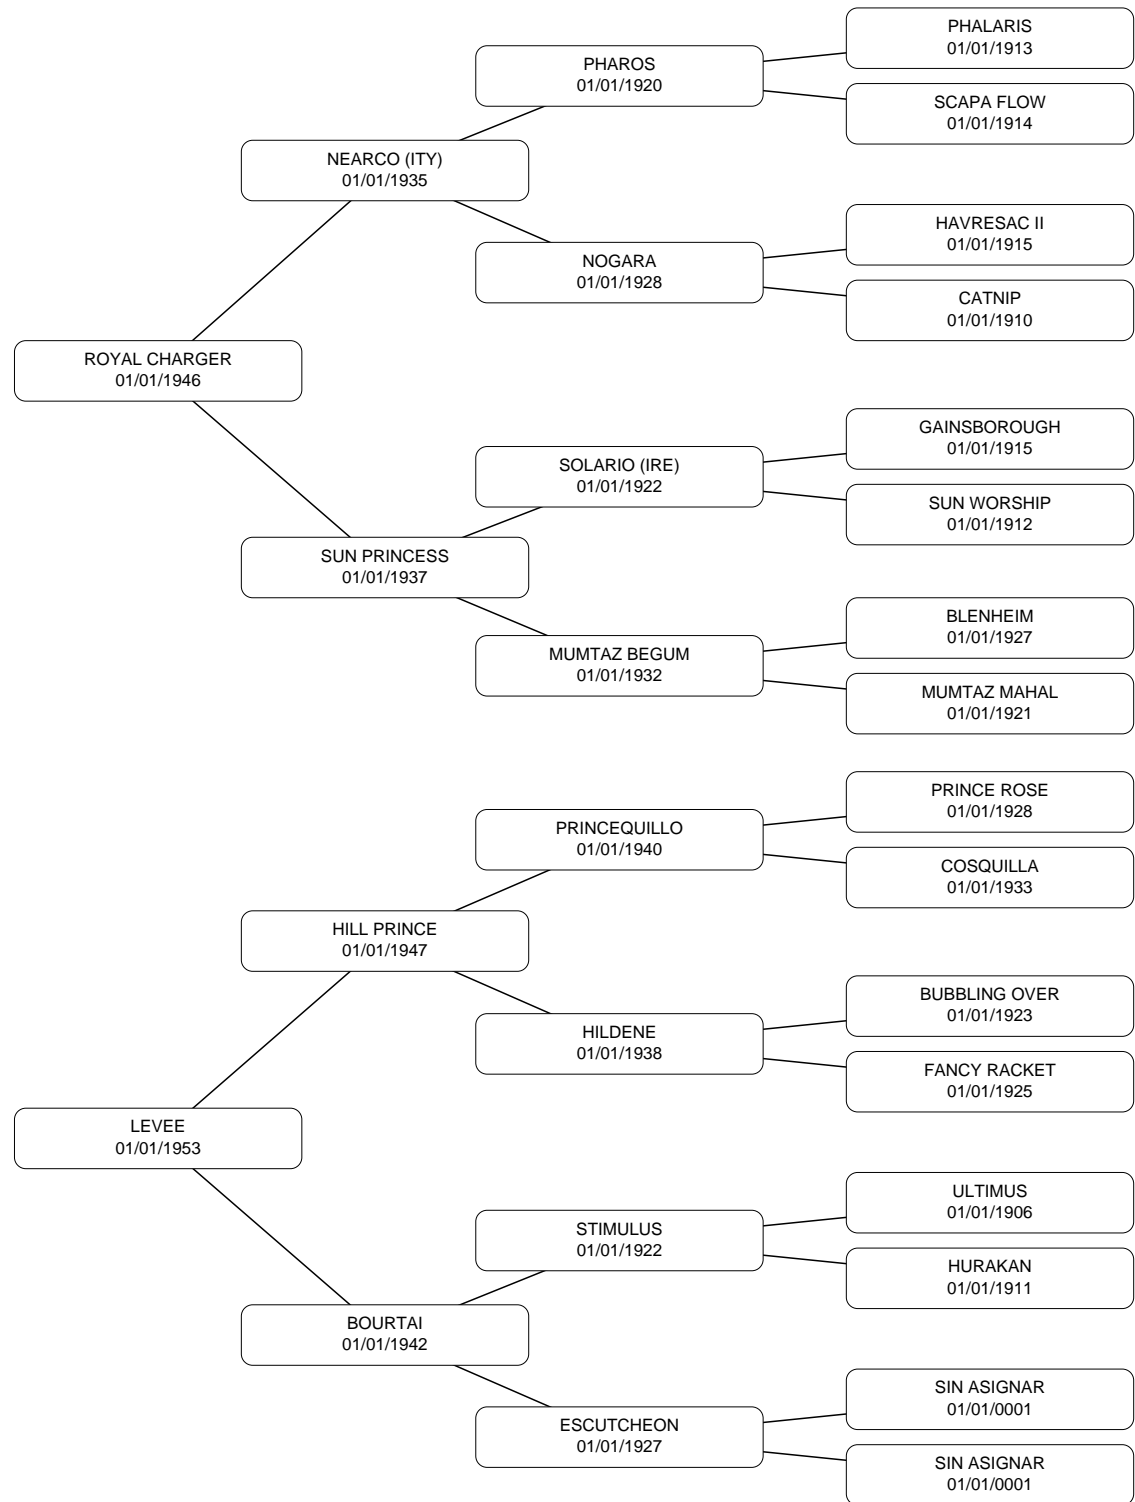 PHALARIS
01/01/1913
PHAROS
01/01/1920
SCAPA FLOW
01/01/1914
NEARCO (ITY)
01/01/1935
HAVRESAC II
01/01/1915
NOGARA
01/01/1928
CATNIP
01/01/1910
ROYAL CHARGER
01/01/1946
GAINSBOROUGH
01/01/1915
SOLARIO (IRE)
01/01/1922
SUN WORSHIP
01/01/1912
SUN PRINCESS
01/01/1937
BLENHEIM
01/01/1927
MUMTAZ BEGUM
01/01/1932
MUMTAZ MAHAL
01/01/1921
PRINCE ROSE
01/01/1928
PRINCEQUILLO
01/01/1940
COSQUILLA
01/01/1933
HILL PRINCE
01/01/1947
BUBBLING OVER
01/01/1923
HILDENE
01/01/1938
FANCY RACKET
01/01/1925
LEVEE
01/01/1953
ULTIMUS
01/01/1906
STIMULUS
01/01/1922
HURAKAN
01/01/1911
BOURTAI
01/01/1942
SIN ASIGNAR
01/01/0001
ESCUTCHEON
01/01/1927
SIN ASIGNAR
01/01/0001